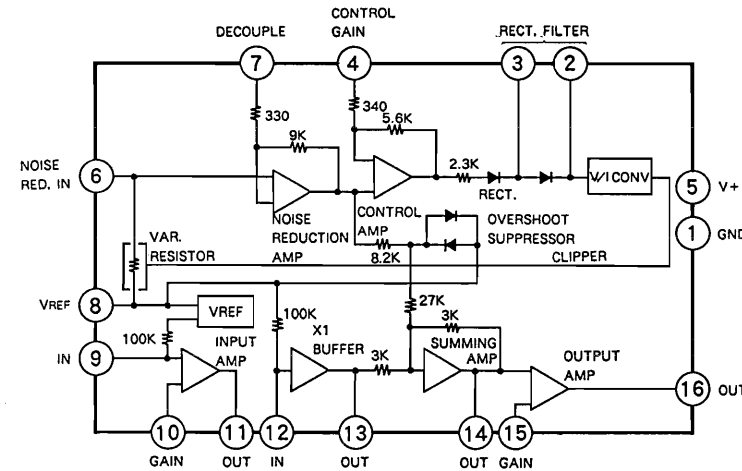 DECOUPLE
CONTROL
GAIN
RECT. FILTER
7
4
3
2
330
340
5.6K
9K
2.3K
NOISE
RED. IN
6
RECT.
V/I CONV
5
V+
1
GND
NOISE
REDUCTION
AMP
CONTROL
AMP
8.2K
OVERSHOOT
SUPPRESSOR
CLIPPER
VAR.
RESISTOR
VREF
8
VREF
100K
27K
3K
100K
IN
9
INPUT
AMP
X1
BUFFER
3K
SUMMING
AMP
OUTPUT
AMP
16
OUT
10
11
12
13
14
15
GAIN
OUT
IN
OUT
OUT
GAIN